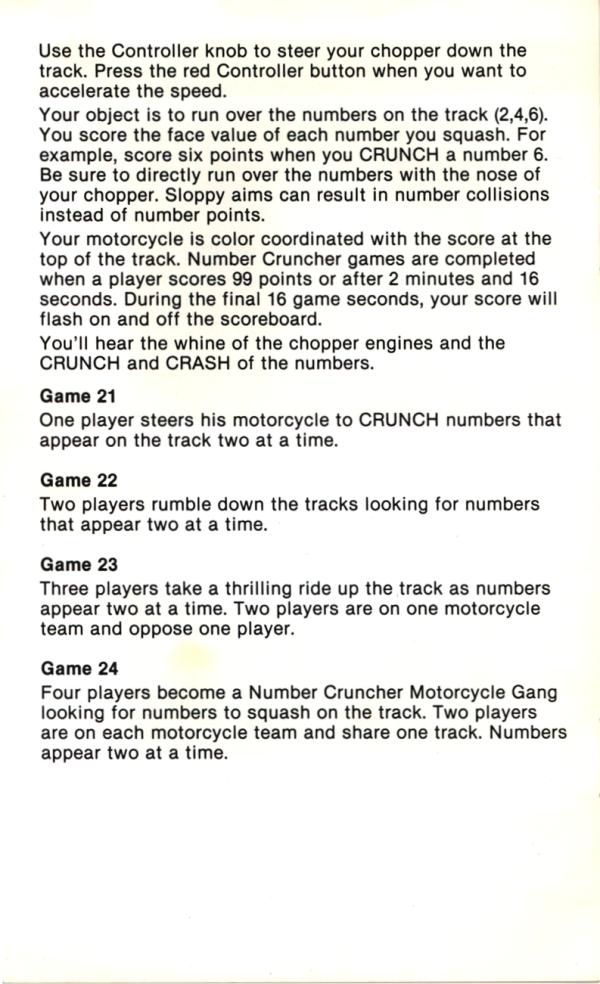 Use the Controller knob to steer your chopper down the
track. Press the red Controller button when you want to
accelerate the speed.
Your object is to run over the numbers on the track (2,4,6).
You score the face value of each number you squash. For
example, score six points when you CRUNCH a number 6.
Be sure to directly run over the numbers with the nose of
your chopper. Sloppy aims can result in number collisions
instead of number points.
Your motorcycle is color coordinated with the score at the
top of the track. Number Cruncher games are completed
when a player scores 99 points or after 2 minutes and 16
seconds. During the final 16 game seconds, your score will
flash on and off the scoreboard.
You'll hear the whine of the chopper engines and the
CRUNCH and CRASH of the numbers.
Game 21
One player steers his motorcycle to CRUNCH numbers that
appear on the track two at a time.
Game 22
Two players rumble down the tracks looking for numbers
that appear two at a time.
Game 23
Three players take a thrilling ride up the track as numbers
appear two at a time. Two players are on one motorcycle
team and oppose one player.
Game 24
Four players become a Number Cruncher Motorcycle Gang
looking for numbers to squash on the track. Two players
are on each motorcycle team and share one track. Numbers
appear two at a time.